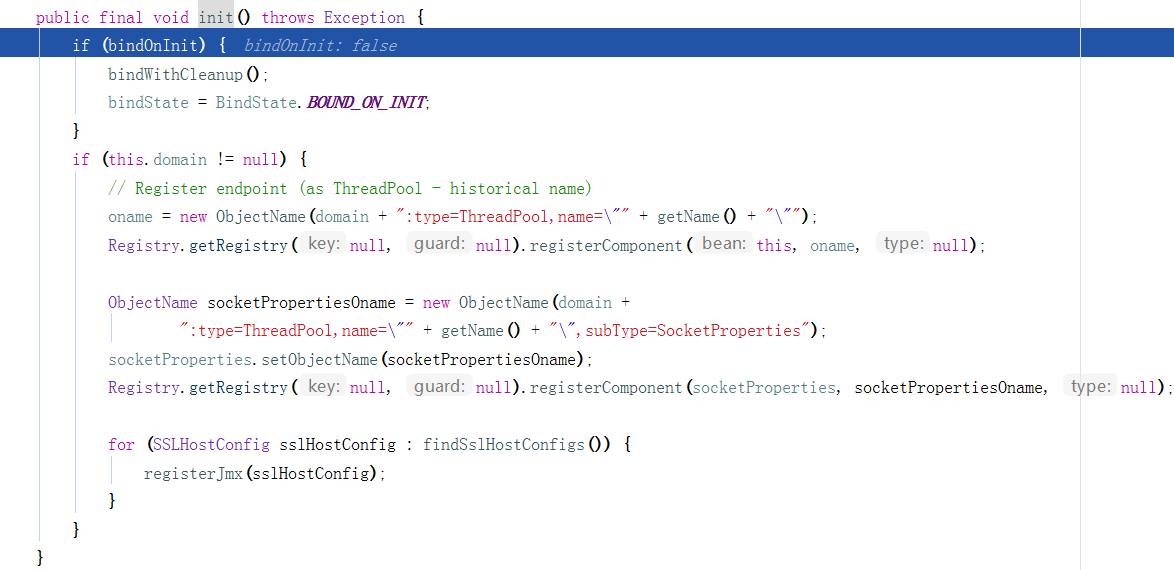 public final void init() throws Exception {
if (bindOnInit) { bindOnInit: false
bindWithCleanup();
bindState = BindState.BOUND_ON_INIT;
}
if (this.domain != null) {
// Register endpoint (as ThreadPool - historical name)
oname = new ObjectName(domain + ":type=ThreadPool,name=\"" + getName() + "\"");
Registry.getRegistry( key: null, guard: null).registerComponent( bean: this, oname, type: null);
ObjectName socketPropertiesOname = new ObjectName(domain +
":type=ThreadPool,name=\"" + getName() + "\",subType=SocketProperties");
socketProperties.setObjectName(socketPropertiesOname);
Registry.getRegistry( key: null, guard: null).registerComponent(socketProperties, socketPropertiesOname, type: null);
for (SSLHostConfig sslHostConfig : findSslHostConfigs()) {
registerJmx(sslHostConfig);
}
}
}